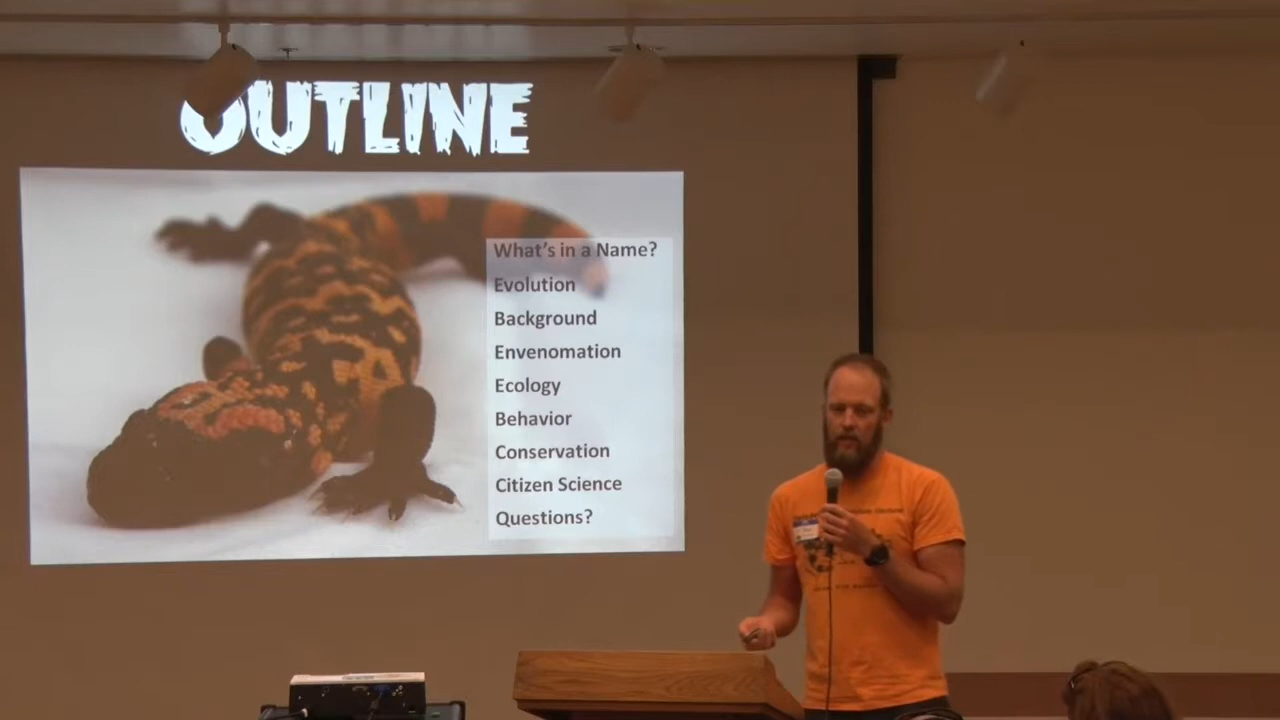 OUTLINE
What's in a Name?
Evolution
Background
Envenomation
Ecology
Behavior
Conservation
Citizen Science
Questions?